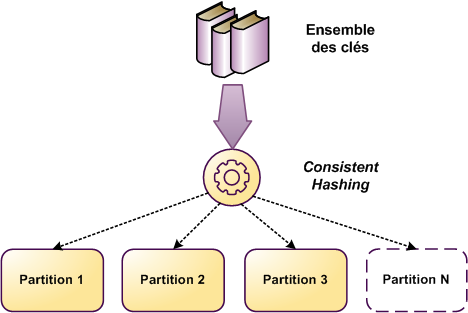 Ensemble
des clés
Consistent
Hashing
Partition 1
Partition 2
Partition 3
Partition N